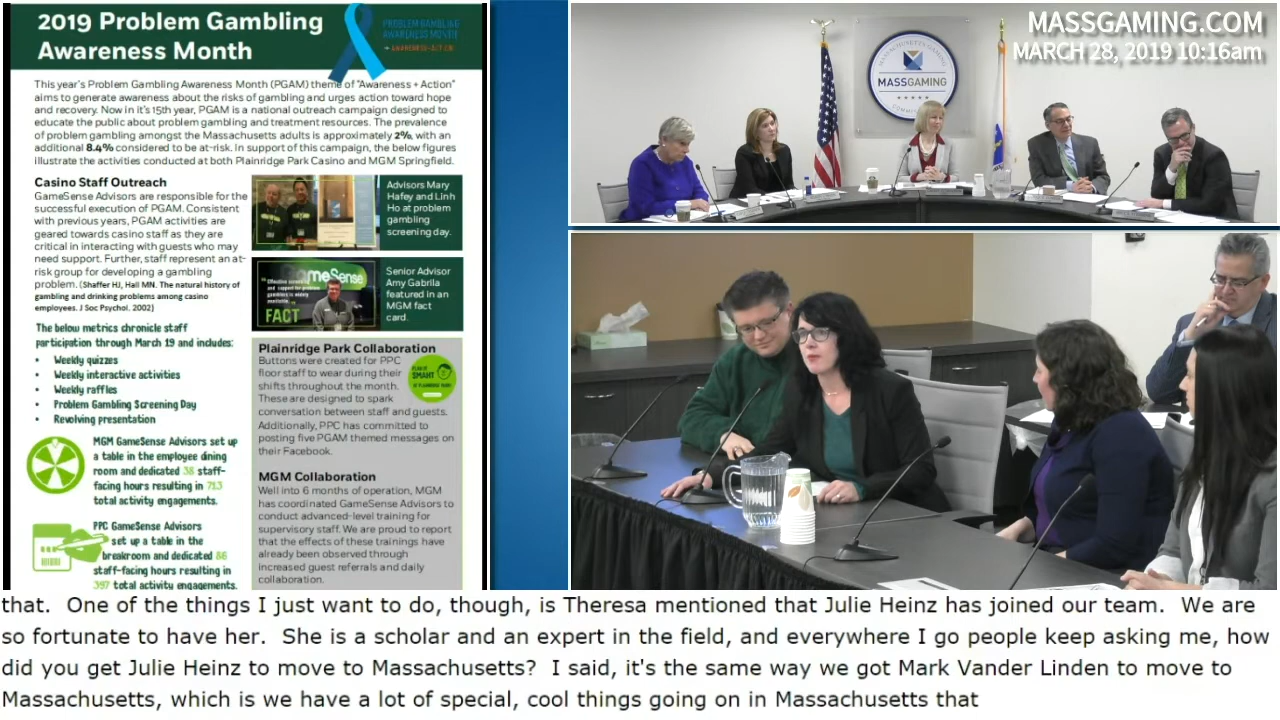 2019 Problem Gambling
Awareness Month
PROBLEM GAMBLING
AWARENESS MONTH
AWARENESS+ACTION
This year's Problem Gambling Awareness Month (PGAM) theme of "Awareness + Action"
aims to generate awareness about the risks of gambling and urges action toward hope
and recovery. Now in it's 15th year, PGAM is a national outreach campaign designed to
educate the public about problem gambling and treatment resources. The prevalence
of problem gambling amongst the Massachusetts adults is approximately 2%, with an
additional 8.4% considered to be at-risk. In support of this campaign, the below figures
illustrate the activities conducted at both Plainridge Park Casino and MGM Springfield.
Casino Staff Outreach
GameSense Advisors are responsible for the
successful execution of PGAM. Consistent
with previous years, PGAM activities are
geared towards casino staff as they are
critical in interacting with guests who may
need support. Further, staff represent an at-
risk group for developing a gambling
problem. (Shaffer HJ, Hall MN. The natural history of
gambling and drinking problems among casino
employees. J Soc Psychol. 2002)
The below metrics chronicle staff
participation through March 19 and includes:
• Weekly quizzes
• Weekly interactive activities
• Weekly raffles
• Problem Gambling Screening Day
• Revolving presentation
MGM GameSense Advisors set up
a table in the employee dining
room and dedicated 38 staff-
facing hours resulting in 713
total activity engagements.
PPC GameSense Advisors
set up a table in the
breakroom and dedicated 86
staff-facing hours resulting in
397 total activity engagements.
Advisors Mary
Hafey and Linh
Ho at problem
gambling
screening day.
GameSense
FACT
Senior Advisor
Amy Gabrila
featured in an
MGM fact
card.
Plainridge Park Collaboration
Buttons were created for PPC
floor staff to wear during their
shifts throughout the month.
These are designed to spark
conversation between staff and guests.
Additionally, PPC has committed to
posting five PGAM themed messages on
their Facebook.
PLAY IT
SMAHT
AT PLAINRIDGE PARK
MGM Collaboration
Well into 6 months of operation, MGM
has coordinated GameSense Advisors to
conduct advanced-level training for
supervisory staff. We are proud to report
that the effects of these trainings have
already been observed through
increased guest referrals and daily
collaboration.
MASSGAMING.COM
MARCH 28, 2019 10:16am
MASSACHUSETTS GAMING
MASSGAMING
that. One of the things I just want to do, though, is Theresa mentioned that Julie Heinz has joined our team. We are
so fortunate to have her. She is a scholar and an expert in the field, and everywhere I go people keep asking me, how
did you get Julie Heinz to move to Massachusetts? I said, it's the same way we got Mark Vander Linden to move to
Massachusetts, which is we have a lot of special, cool things going on in Massachusetts that